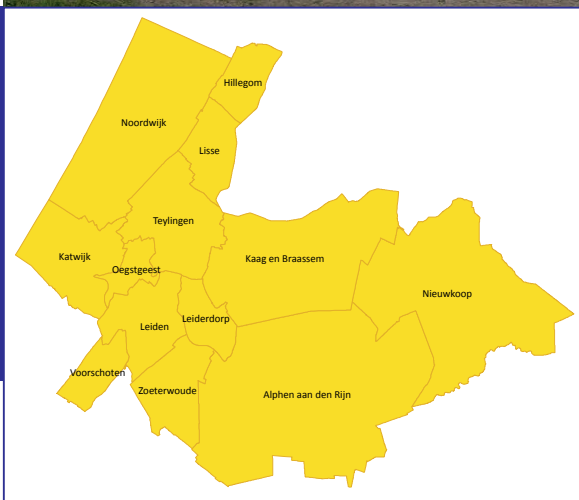 Hillegom
Noordwijk
Lisse
Teylingen
Katwijk
Kaag en Braassem
Oegstgeest
Nieuwkoop
Leiderdorp
Leiden
Voorschoten
Zoeterwoude
Alphen aan den Rijn